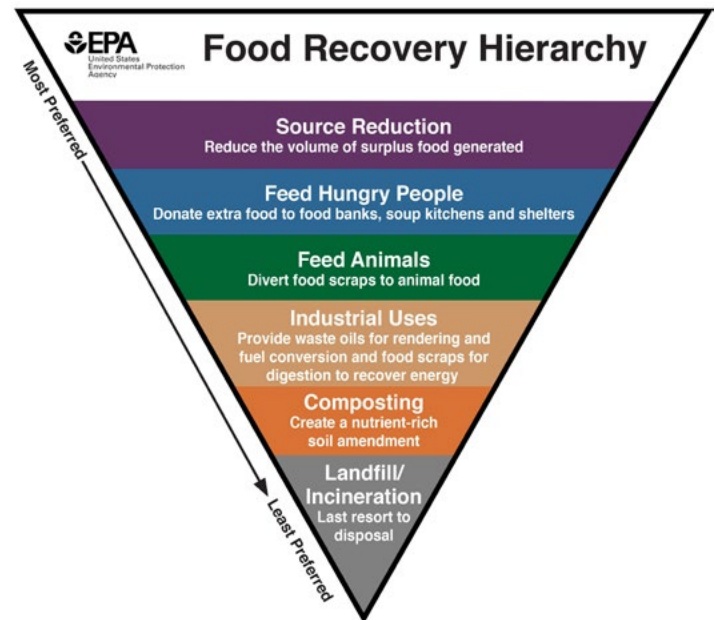 EPA
United States
Environmental Protection
Agency
Food Recovery Hierarchy
Most Preferred
Source Reduction
Reduce the volume of surplus food generated
Feed Hungry People
Donate extra food to food banks, soup kitchens and shelters
Feed Animals
Divert food scraps to animal food
Industrial Uses
Provide waste oils for rendering and
fuel conversion and food scraps for
digestion to recover energy
Composting
Create a nutrient-rich
soil amendment
Landfill/
Incineration
Last resort to
disposal
Least Preferred